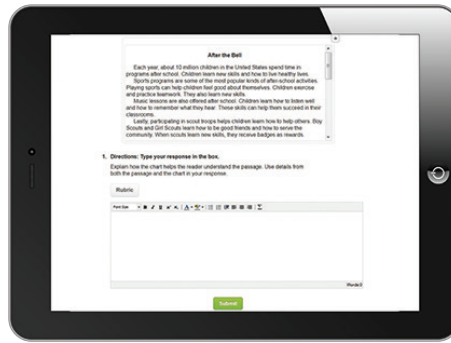 After the Bell
Each year, about 10 million children in the United States spend time in
programs after school. Children learn new skills and how to live healthy lives.
Sports programs are some of the most popular kinds of after-school activities.
Playing sports can help children feel good about themselves. Children exercise
and practice teamwork. They also learn new skills.
Music lessons are also offered after school. Children learn how to listen well
and how to remember what they hear. Those skills can help them succeed in their
classrooms.
Lastly, participating in scout troops helps children learn how to help others. Boy
Scouts and Girl Scouts learn how to be good friends and how to serve the
community. When scouts learn new skills, they receive badges as rewards.
1. Directions: Type your response in the box.
Explain how the chart helps the reader understand the passage. Use details from
both the passage and the chart in your response.
Rubric
Font Size B I U
Words:0
Submit